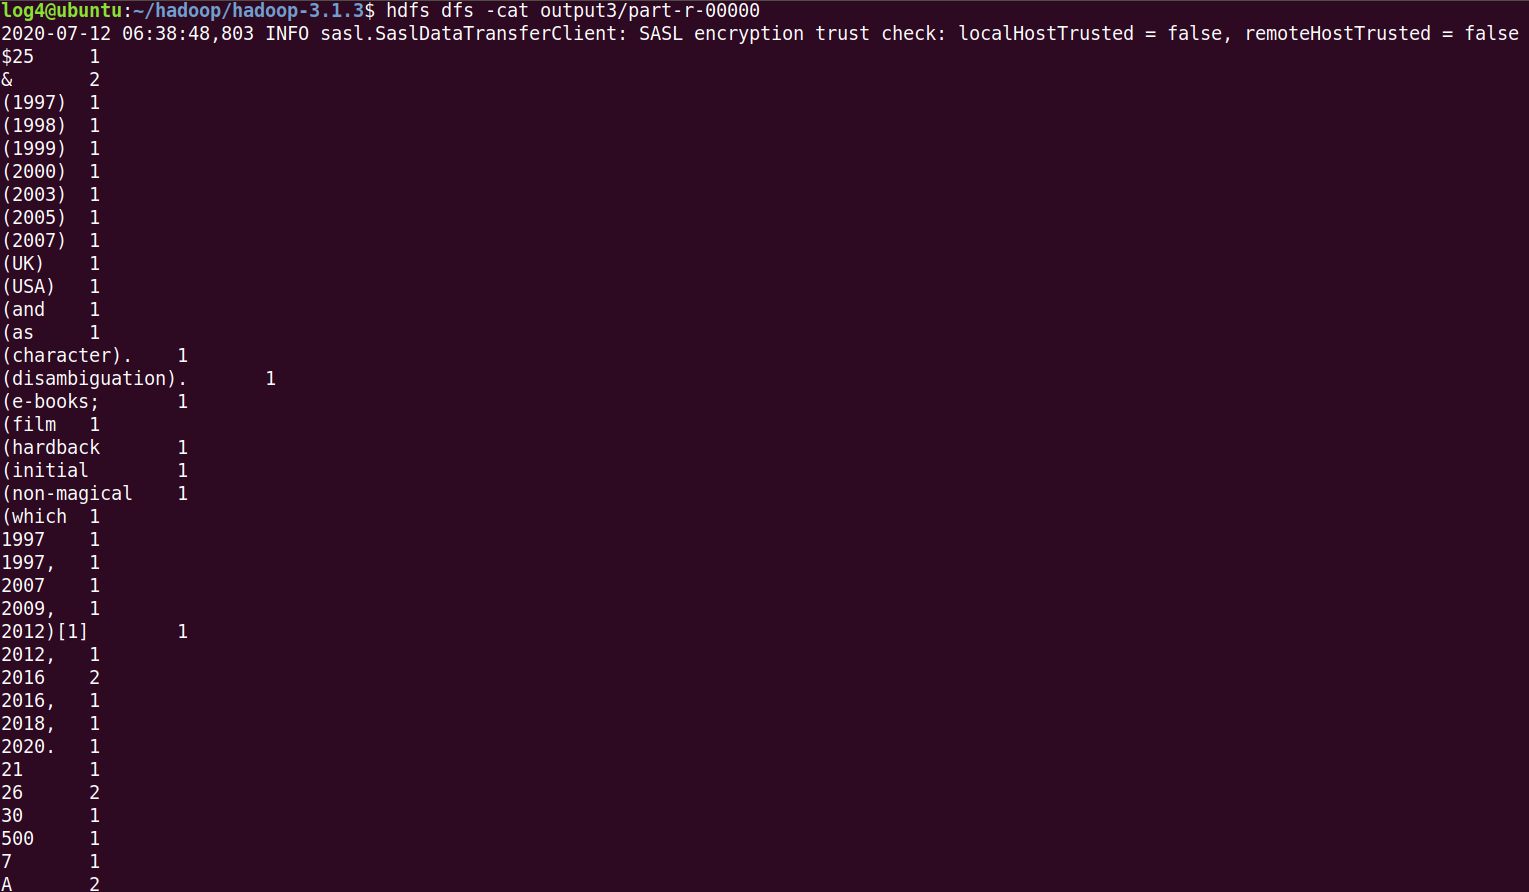 log4@ubuntu:~/hadoop/hadoop-3.1.3$ hdfs dfs -cat output3/part-r-00000
2020-07-12 06:38:48,803 INFO sasl.SaslDataTransferClient: SASL encryption trust check: localHostTrusted = false, remoteHostTrusted = false
$25	1
&	2
(1997)	1
(1998)	1
(1999)	1
(2000)	1
(2003)	1
(2005)	1
(2007)	1
(UK)	1
(USA)	1
(and	1
(as	1
(character).	1
(disambiguation).	1
(e-books;	1
(film	1
(hardback	1
(initial	1
(non-magical	1
(which	1
1997	1
1997,	1
2007	1
2009,	1
2012)[1]	1
2012,	1
2016	2
2016,	1
2018,	1
2020.	1
21	1
26	2
30	1
500	1
7	1
A	2